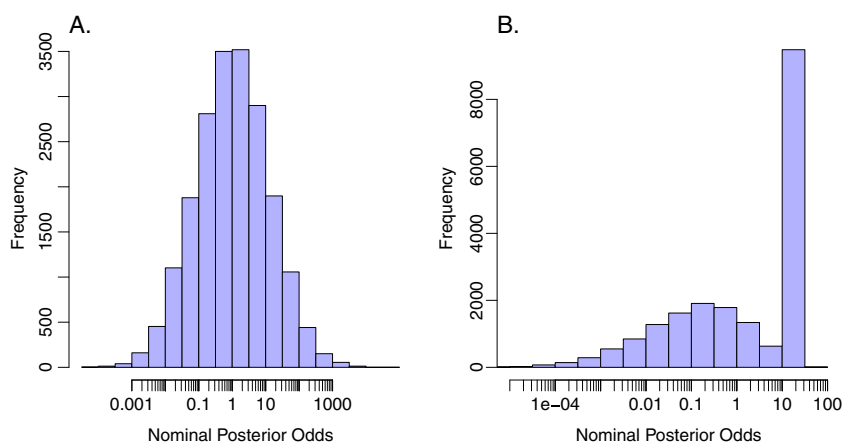 A.
Frequency
3500
2500
1500
500
0
0.001 0.1 1 10 1000
Nominal Posterior Odds
B.
Frequency
8000
6000
4000
2000
0
1e−04 0.01 0.1 1 10 100
Nominal Posterior Odds